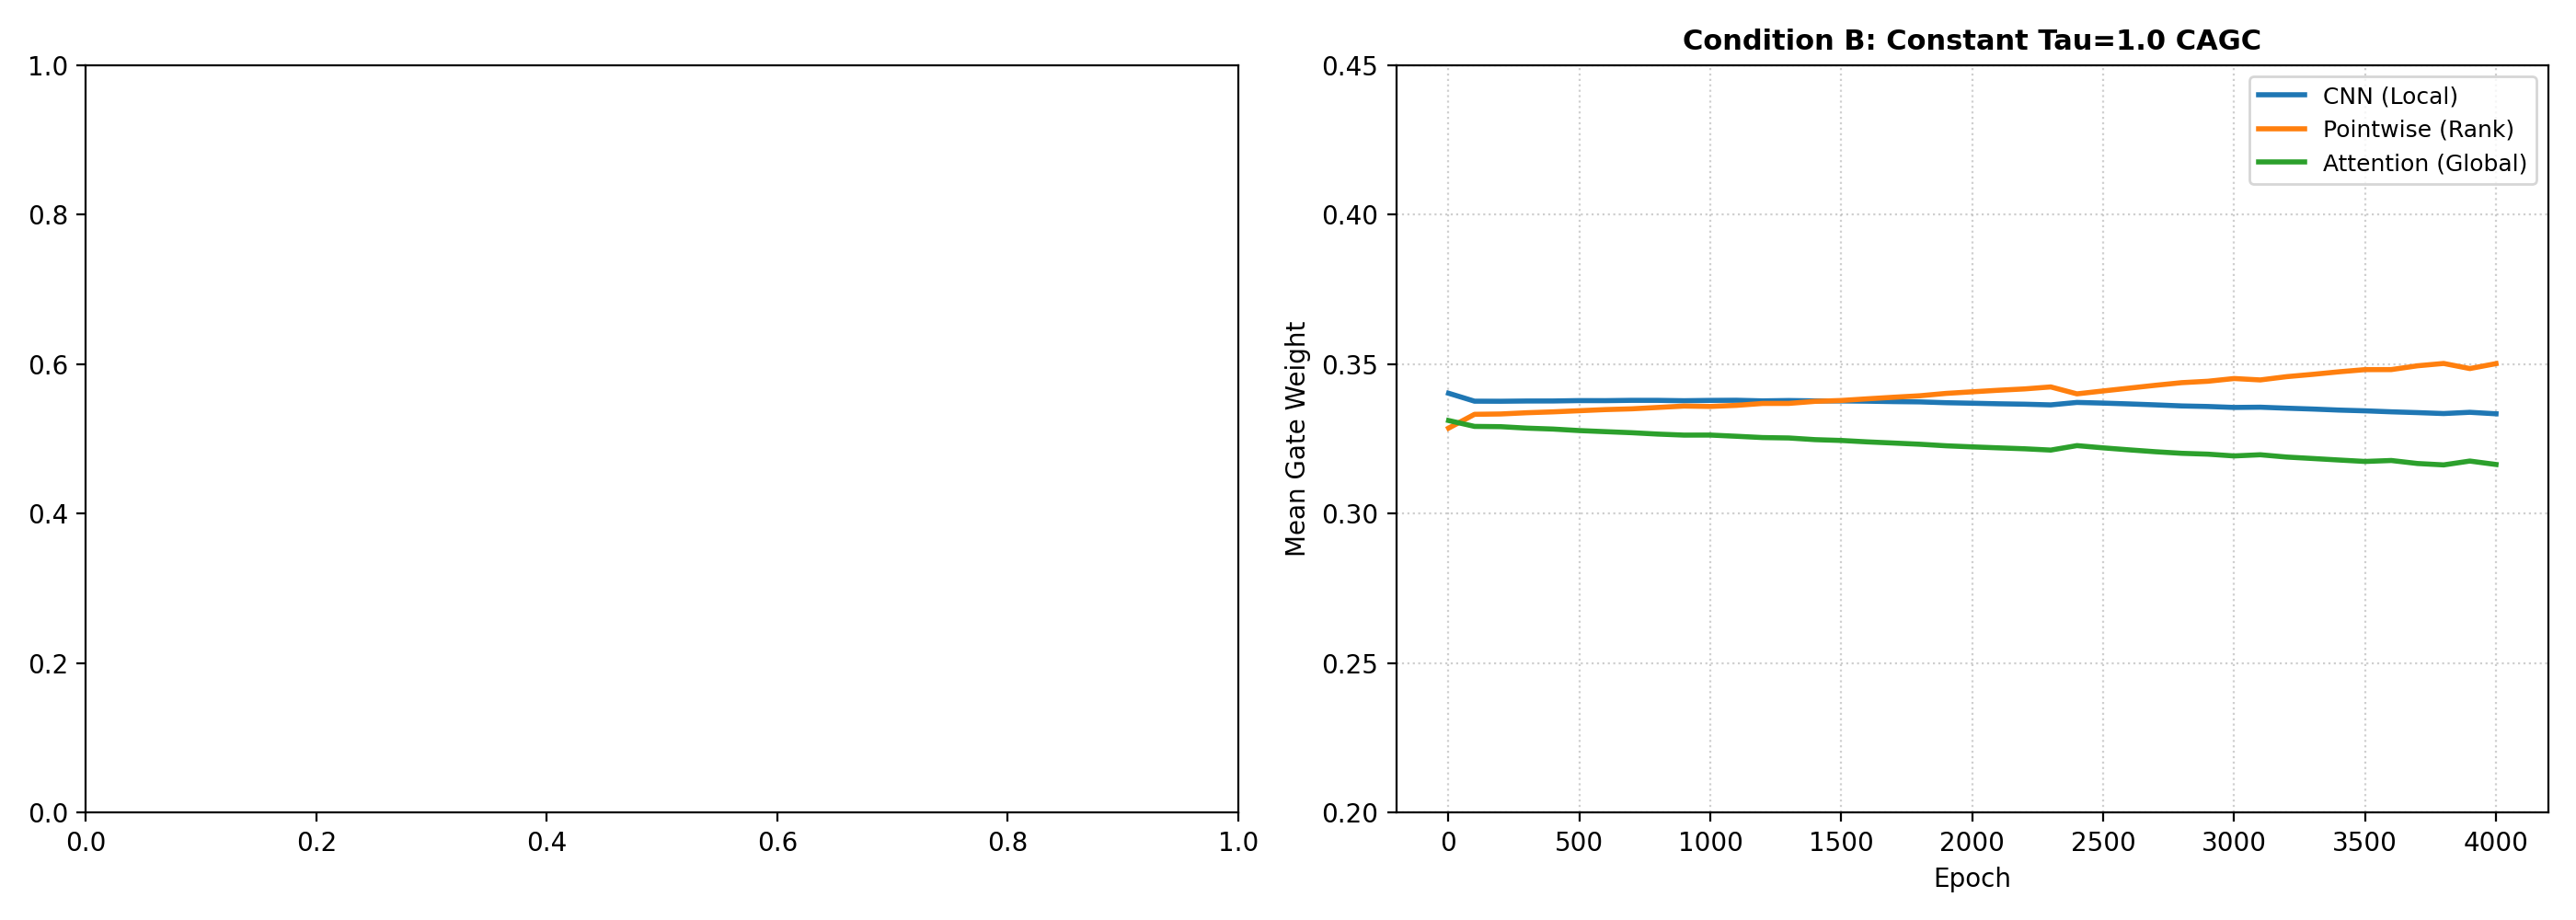 1.0
0.8
0.6
0.4
0.2
0.0
0.0 0.2 0.4 0.6 0.8 1.0
Condition B: Constant Tau=1.0 CAGC
Mean Gate Weight
0.45
0.40
0.35
0.30
0.25
0.20
CNN (Local)
Pointwise (Rank)
Attention (Global)
0 500 1000 1500 2000 2500 3000 3500 4000
Epoch